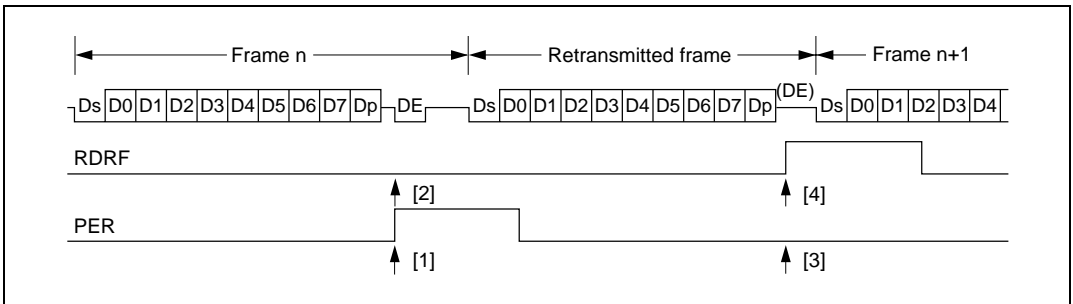 Frame n Retransmitted frame Frame n+1
Ds D0 D1 D2 D3 D4 D5 D6 D7 Dp DE Ds D0 D1 D2 D3 D4 D5 D6 D7 Dp (DE) Ds D0 D1 D2 D3 D4
RDRF
[2] [4]
PER
[1] [3]